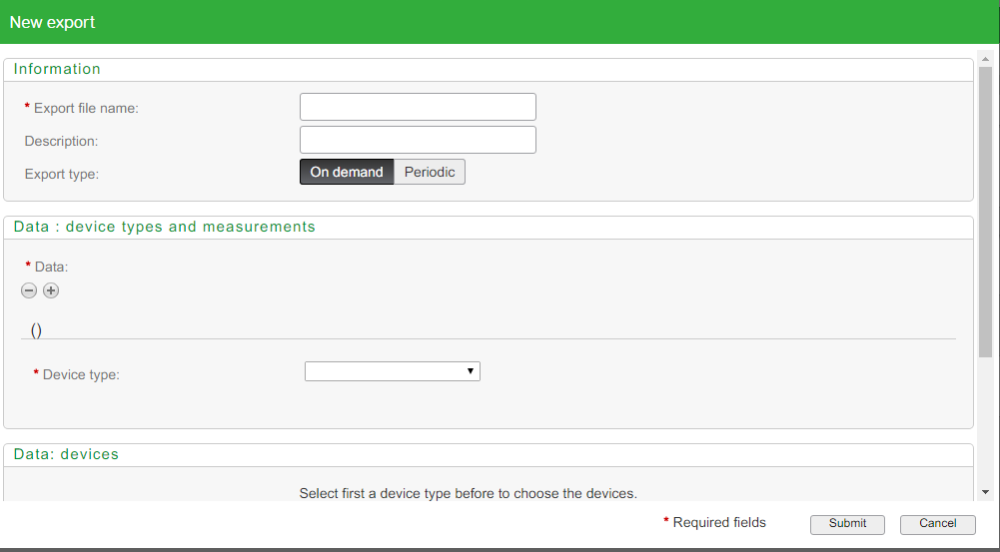 New export
Information
* Export file name:
Description:
Export type: On demand Periodic
Data : device types and measurements
* Data:
()
* Device type:
Data: devices
Select first a device type before to choose the devices.
* Required fields Submit Cancel